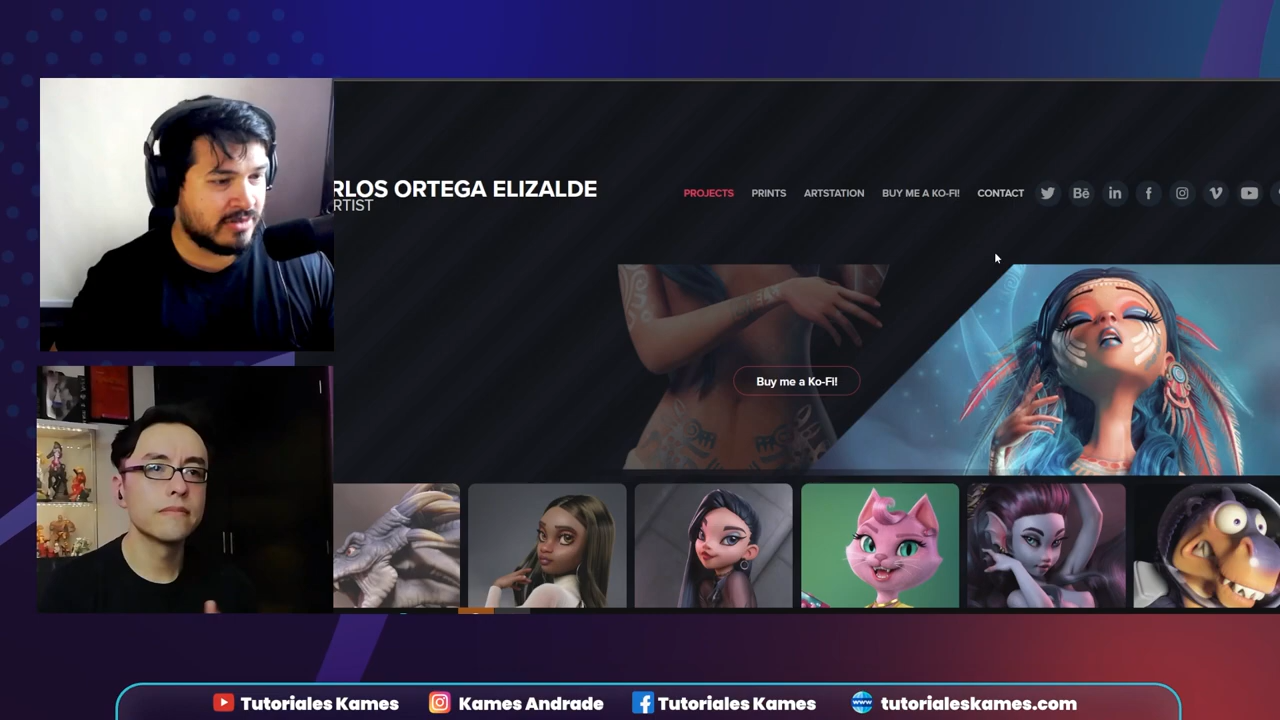 RLOS ORTEGA ELIZALDE
RTIST
PROJECTS PRINTS ARTSTATION BUY ME A KO-FI! CONTACT
Buy me a Ko-Fi!
Tutoriales Kames Kames Andrade Tutoriales Kames www tutorialeskames.com